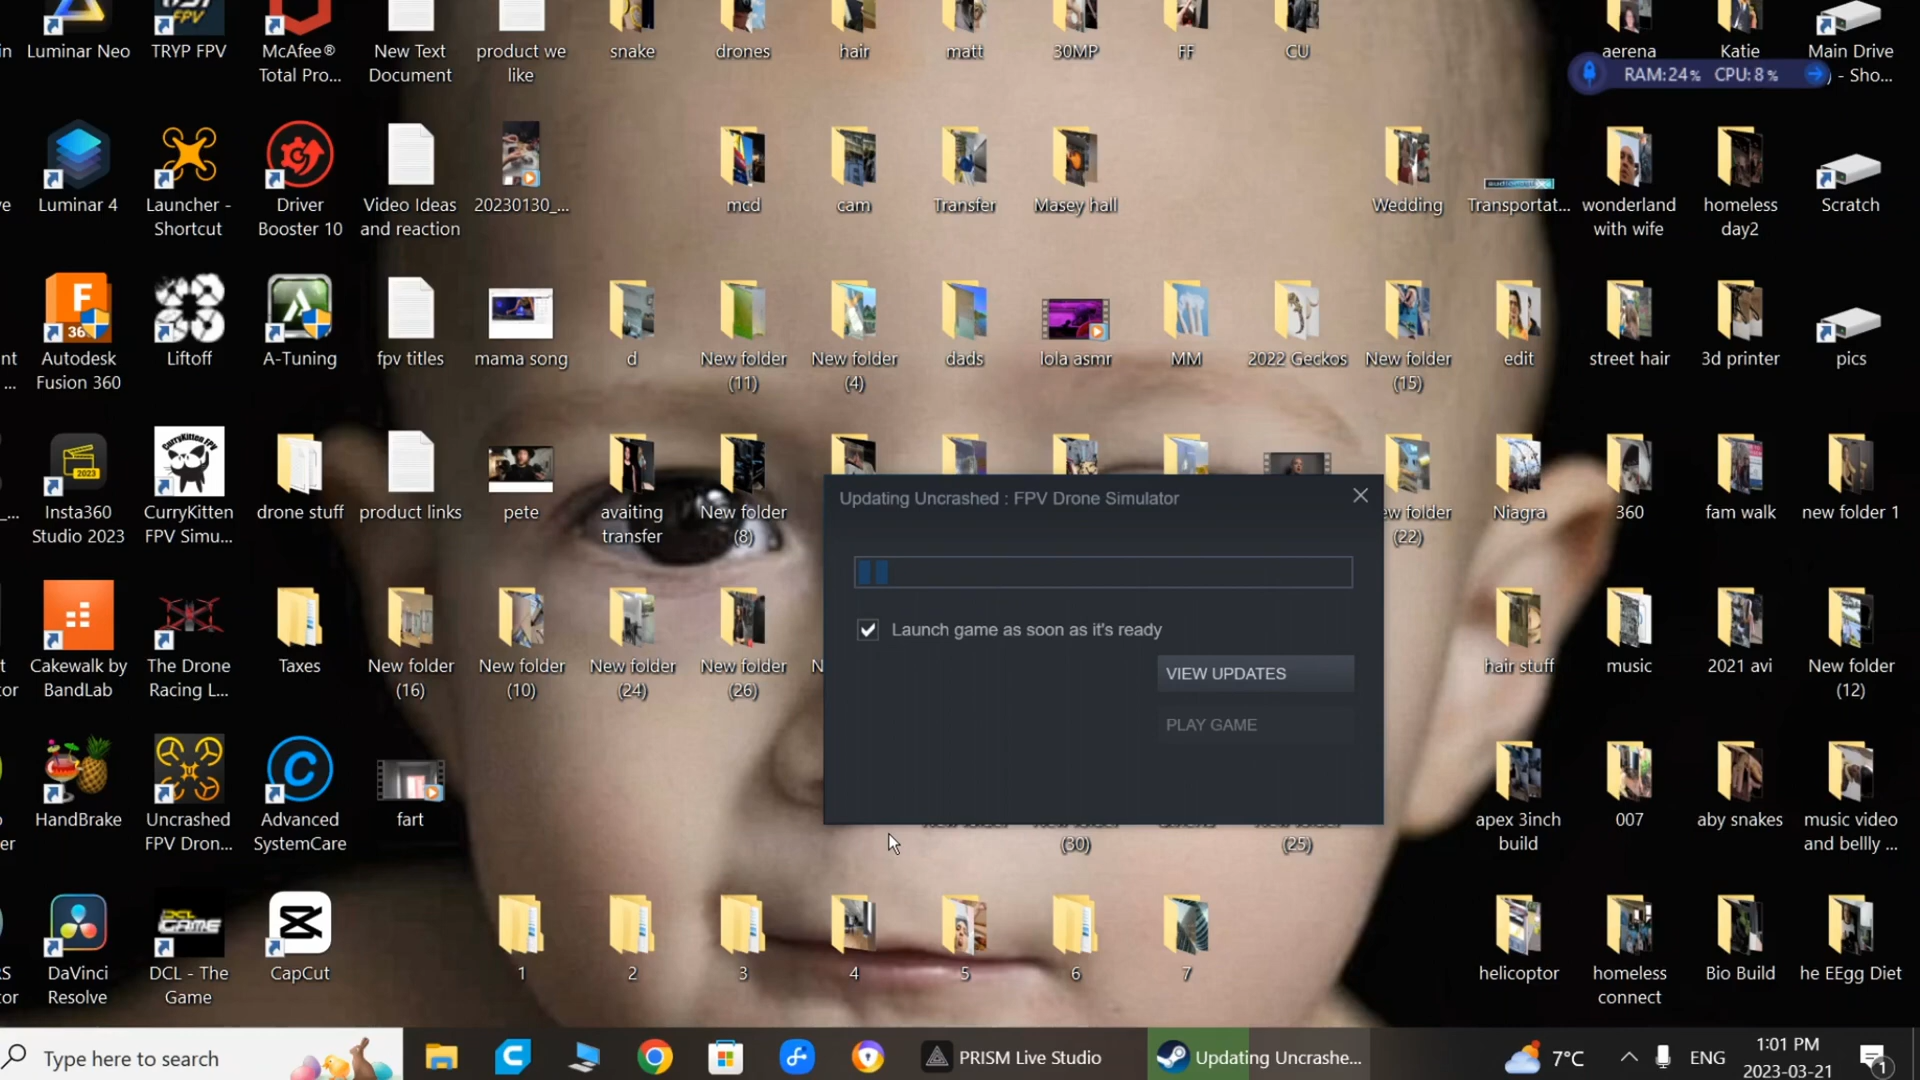 in
Luminar Neo
TRYP FPV
McAfee®
Total Pro...
New Text
Document
product we
like
snake
drones
hair
matt
30MP
FF
CU
aerena
Katie
Main Drive
) - Sho...
RAM:24% CPU:8%
ve
Luminar 4
Launcher -
Shortcut
Driver
Booster 10
Video Ideas
and reaction
20230130_...
mcd
cam
Transfer
Masey hall
Wedding
Transportat...
wonderland
with wife
homeless
day2
Scratch
nt
...
Autodesk
Fusion 360
Liftoff
A-Tuning
fpv titles
mama song
d
New folder
(11)
New folder
(4)
dads
lola asmr
MM
2022 Geckos
New folder
(15)
edit
street hair
3d printer
pics
_...
Insta360
Studio 2023
CurryKitten
FPV Simu...
drone stuff
product links
pete
avaiting
transfer
New folder
(8)
ew folder
(22)
Niagra
360
fam walk
new folder 1
Updating Uncrashed : FPV Drone Simulator
Launch game as soon as it's ready
VIEW UPDATES
PLAY GAME
t
tor
Cakewalk by
BandLab
The Drone
Racing L...
Taxes
New folder
(16)
New folder
(10)
New folder
(24)
New folder
(26)
N
hair stuff
music
2021 avi
New folder
(12)
o
er
HandBrake
Uncrashed
FPV Dron...
Advanced
SystemCare
fart
(30)
(25)
apex 3inch
build
007
aby snakes
music video
and bellly ...
RS
tor
DaVinci
Resolve
DCL - The
Game
CapCut
1
2
3
4
5
6
7
helicoptor
homeless
connect
Bio Build
he EEgg Diet
Type here to search
PRISM Live Studio
Updating Uncrashe...
7°C
ENG
1:01 PM
2023-03-21
1